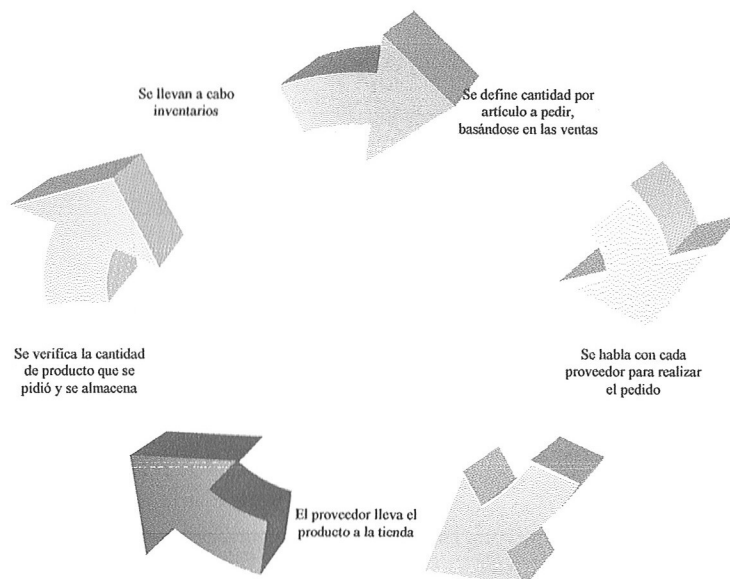 Se llevan a cabo
inventarios
Se define cantidad por
artículo a pedir,
basándose en las ventas
Se habla con cada
proveedor para realizar
el pedido
El proveedor lleva el
producto a la tienda
Se verifica la cantidad
de producto que se
pidió y se almacena